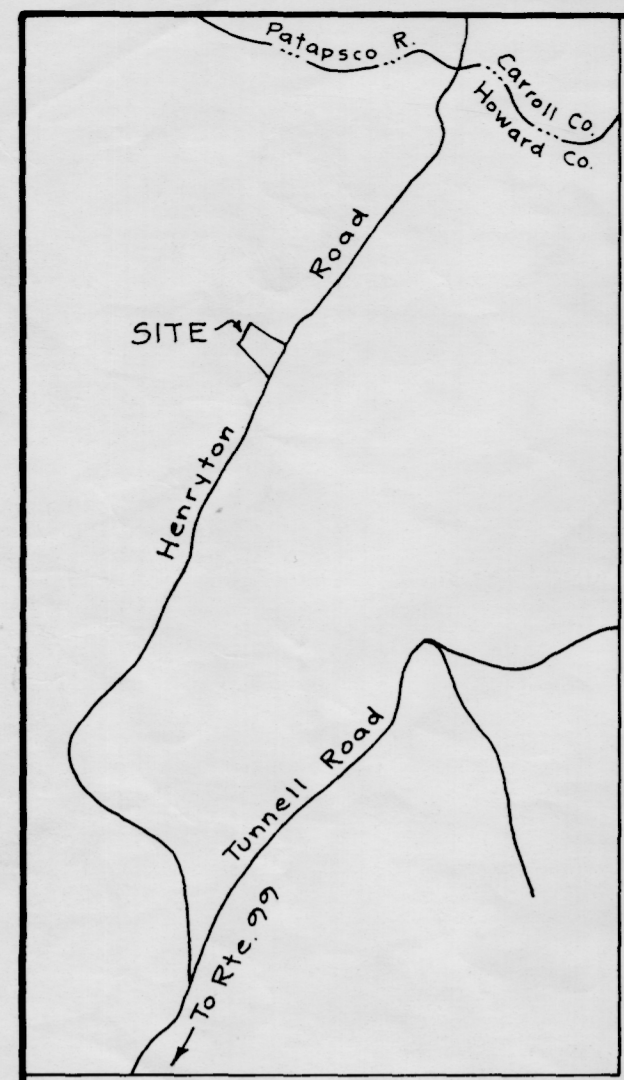 Patapsco R.
Carroll Co.
Howard Co.
Henryton Road
SITE
Tunnell Road
To Rte. 99